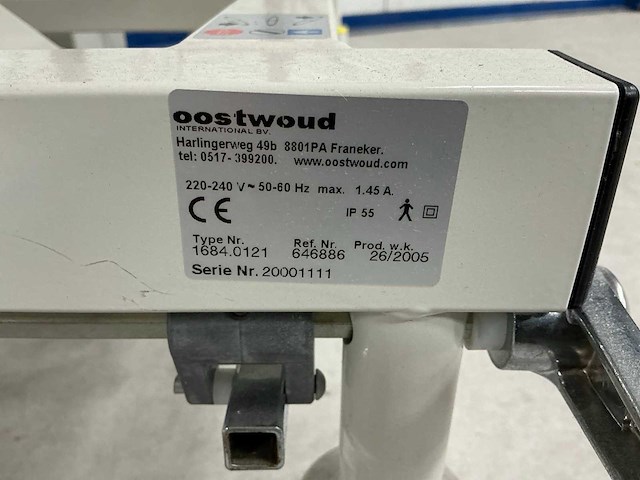 oostwoud
INTERNATIONAL BV.
Harlingerweg 49b 8801PA Franeker.
tel: 0517-399200. www.oostwoud.com
220-240 V~ 50-60 Hz max. 1.45 A.
CE IP 55
Type Nr. Ref. Nr. Prod. w.k.
1684.0121 646886 26/2005
Serie Nr. 20001111